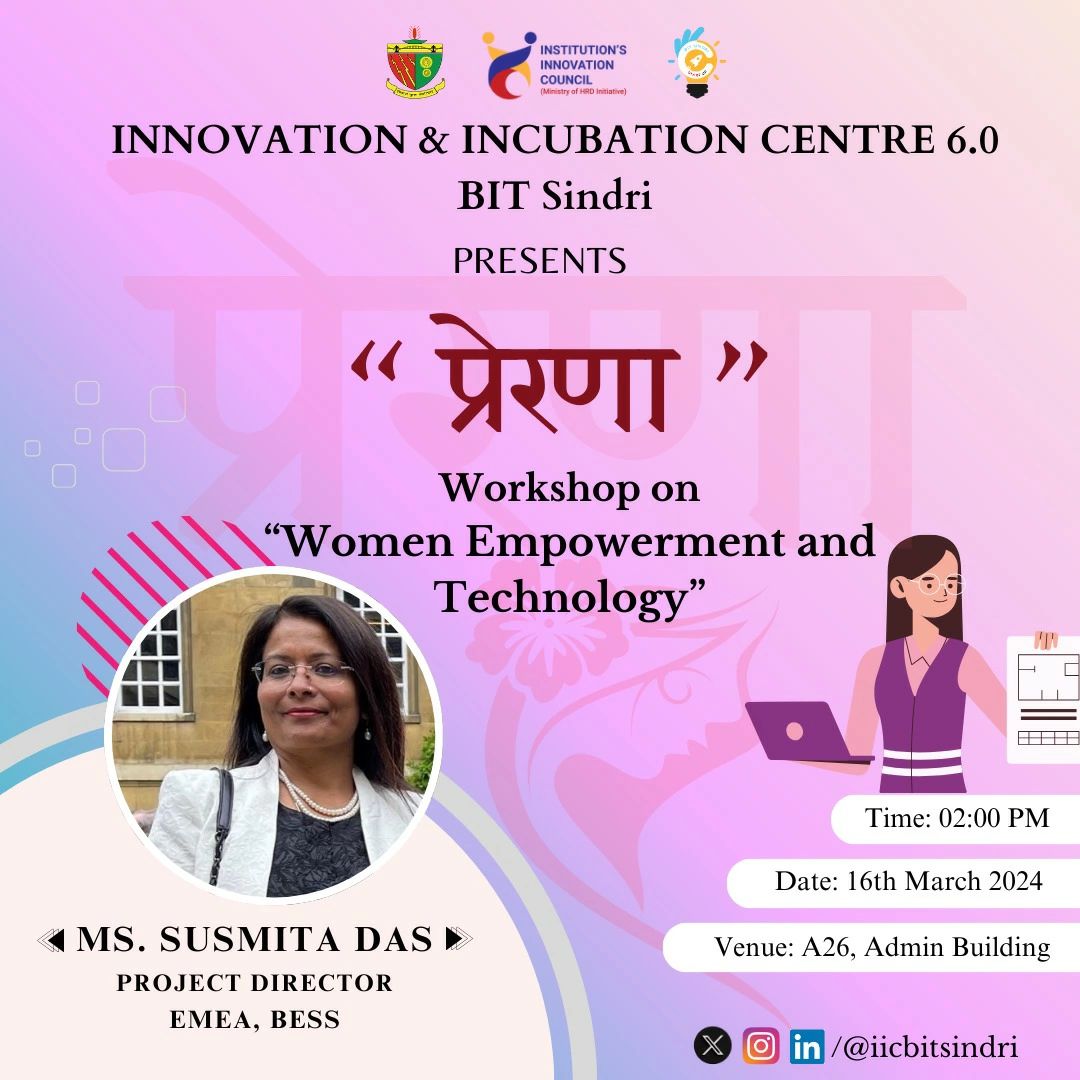 INSTITUTION'S
INNOVATION
COUNCIL
(Ministry of HRD Initiative)
INNOVATION & INCUBATION CENTRE 6.0
BIT Sindri
PRESENTS
“ प्रेरणा ”
Workshop on
“Women Empowerment and
Technology”
Time: 02:00 PM
Date: 16th March 2024
Venue: A26, Admin Building
MS. SUSMITA DAS
PROJECT DIRECTOR
EMEA, BESS
/@iicbitsindri
प्रेरणा